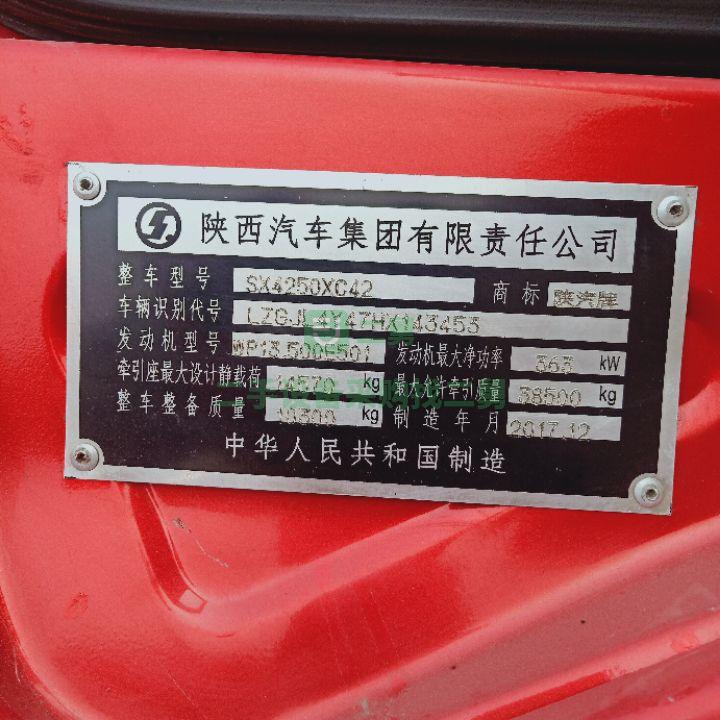 陕西汽车集团有限责任公司
整车型号 SX4250XC42 商标 陕汽牌
车辆识别代号
发动机型号 WP13.500E501 发动机最大净功率 363 kW
牵引座最大设计静载荷 14570 kg 最大允许牵引质量 38500 kg
整车整备质量 kg 制造年月 2017.12
中华人民共和国制造